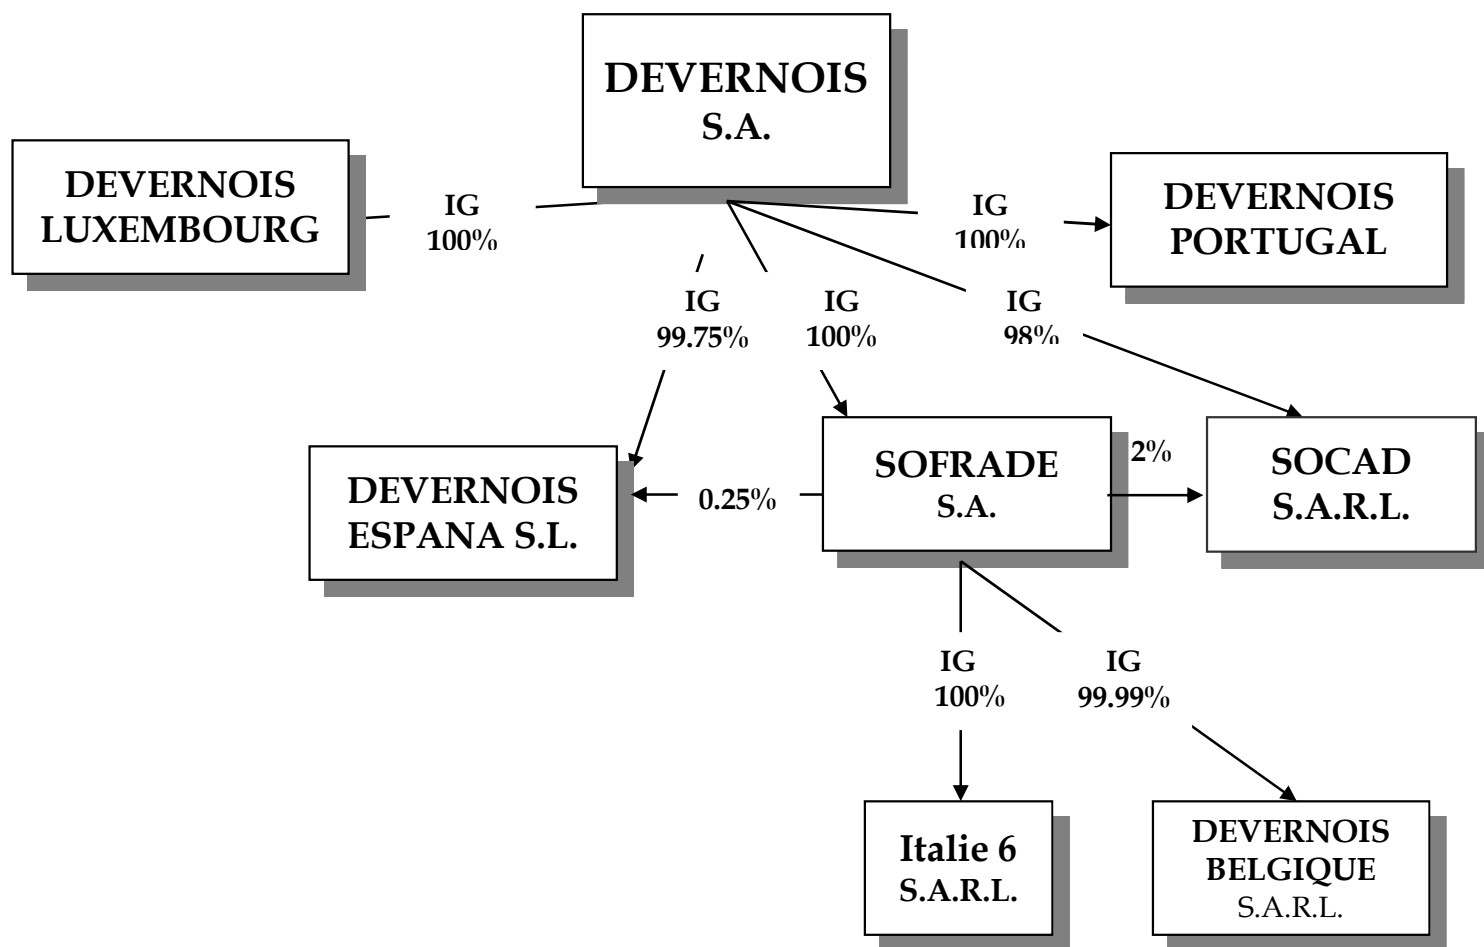 DEVERNOIS
S.A.
DEVERNOIS
LUXEMBOURG
IG
100%
IG
100%
DEVERNOIS
PORTUGAL
IG
99.75%
IG
100%
IG
98%
DEVERNOIS
ESPANA S.L.
0.25%
SOFRADE
S.A.
2%
SOCAD
S.A.R.L.
IG
100%
IG
99.99%
Italie 6
S.A.R.L.
DEVERNOIS
BELGIQUE
S.A.R.L.